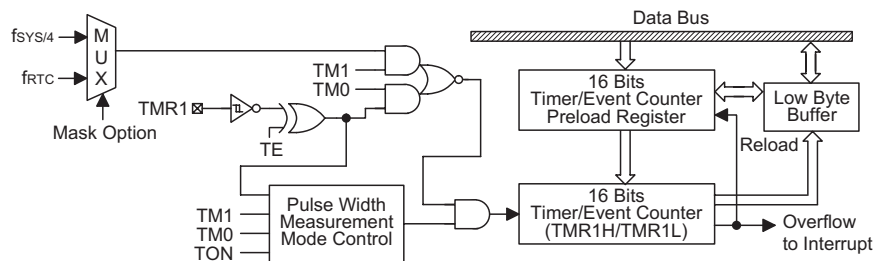 fSYS/4
fRTC
M
U
X
Mask Option
TM1
TM0
TMR1
TE
TM1
TM0
TON
Pulse Width
Measurement
Mode Control
Data Bus
16 Bits
Timer/Event Counter
Preload Register
Low Byte
Buffer
Reload
16 Bits
Timer/Event Counter
(TMR1H/TMR1L)
Overflow
to Interrupt